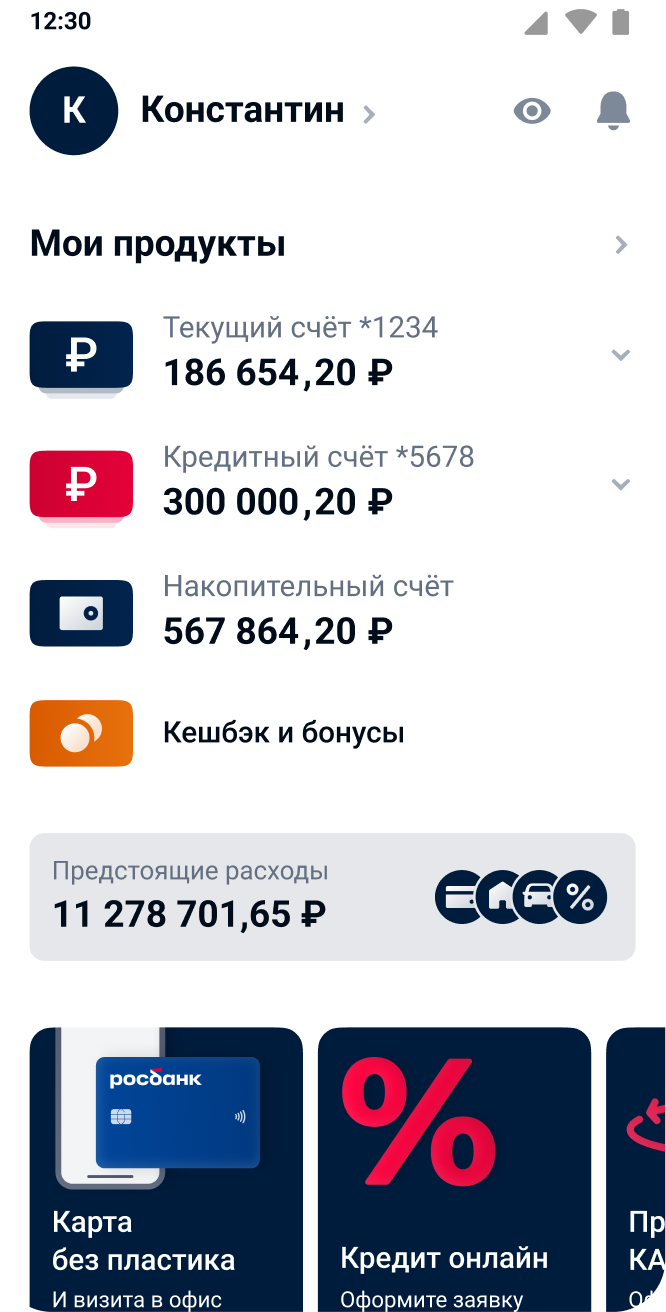 12:30
К
Константин
Мои продукты
Текущий счёт *1234
186 654,20 ₽
Кредитный счёт *5678
300 000,20 ₽
Накопительный счёт
567 864,20 ₽
Кешбэк и бонусы
Предстоящие расходы
11 278 701,65 ₽
росбанк
Карта
без пластика
И визита в офис
%
Кредит онлайн
Оформите заявку
Пр
КА